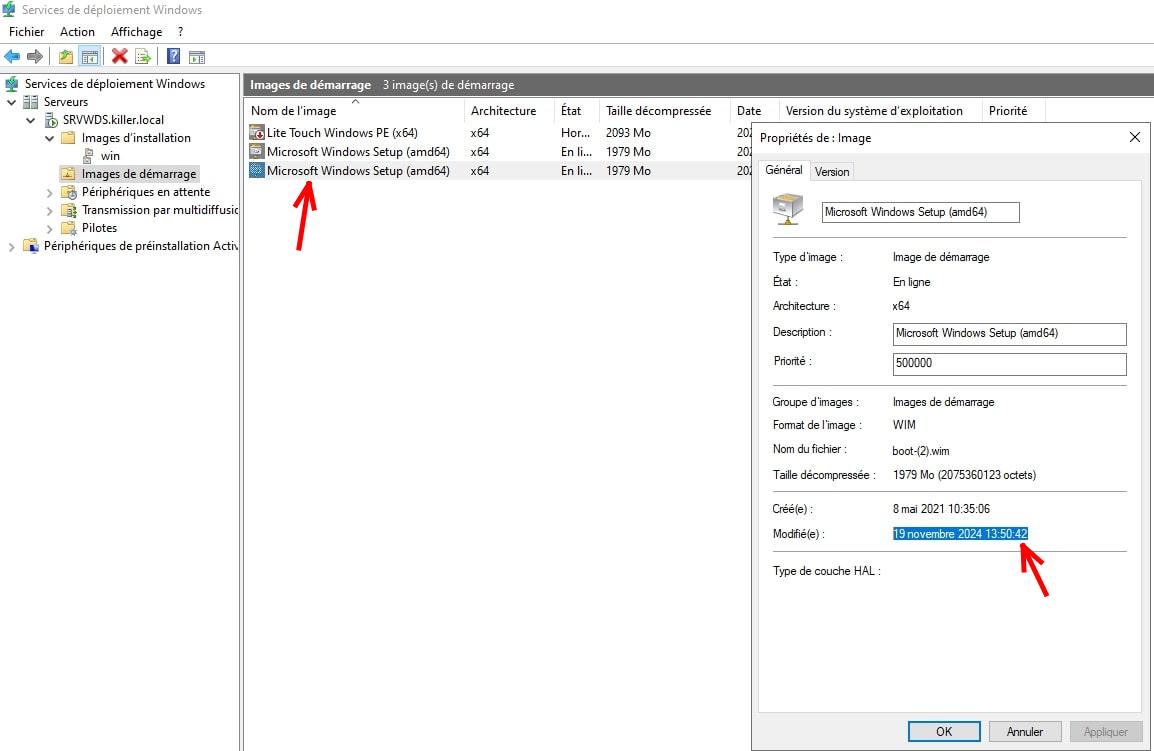 Services de déploiement Windows
Fichier Action Affichage ?
Services de déploiement Windows
Serveurs
SRVWDS.killer.local
Images d'installation
win
Images de démarrage
Périphériques en attente
Transmission par multidiffusic
Pilotes
Périphériques de préinstallation Activ
Images de démarrage 3 image(s) de démarrage
Nom de l'image Architecture État Taille décompressée Date Version du système d'exploitation Priorité
Lite Touch Windows PE (x64) x64 Hor... 2093 Mo 202
Microsoft Windows Setup (amd64) x64 En li... 1979 Mo 202
Microsoft Windows Setup (amd64) x64 En li... 1979 Mo 202
Propriétés de : Image
Général Version
Microsoft Windows Setup (amd64)
Type d'image : Image de démarrage
État : En ligne
Architecture : x64
Description : Microsoft Windows Setup (amd64)
Priorité : 500000
Groupe d'images : Images de démarrage
Format de l'image : WIM
Nom du fichier : boot-(2).wim
Taille décompressée : 1979 Mo (2075360123 octets)
Créé(e) : 8 mai 2021 10:35:06
Modifié(e) : 19 novembre 2024 13:50:42
Type de couche HAL :
OK Annuler Appliquer